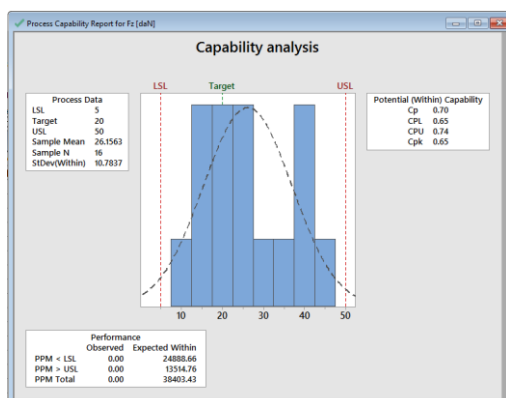 Process Capability Report for Fz [daN]
Capability analysis
LSL Target USL
Process Data
LSL 5
Target 20
USL 50
Sample Mean 26.1563
Sample N 16
StDev(Within) 10.7837
Potential (Within) Capability
Cp 0.70
CPL 0.65
CPU 0.74
Cpk 0.65
10 20 30 40 50
Performance
Observed Expected Within
PPM < LSL 0.00 24888.66
PPM > USL 0.00 13514.76
PPM Total 0.00 38403.43